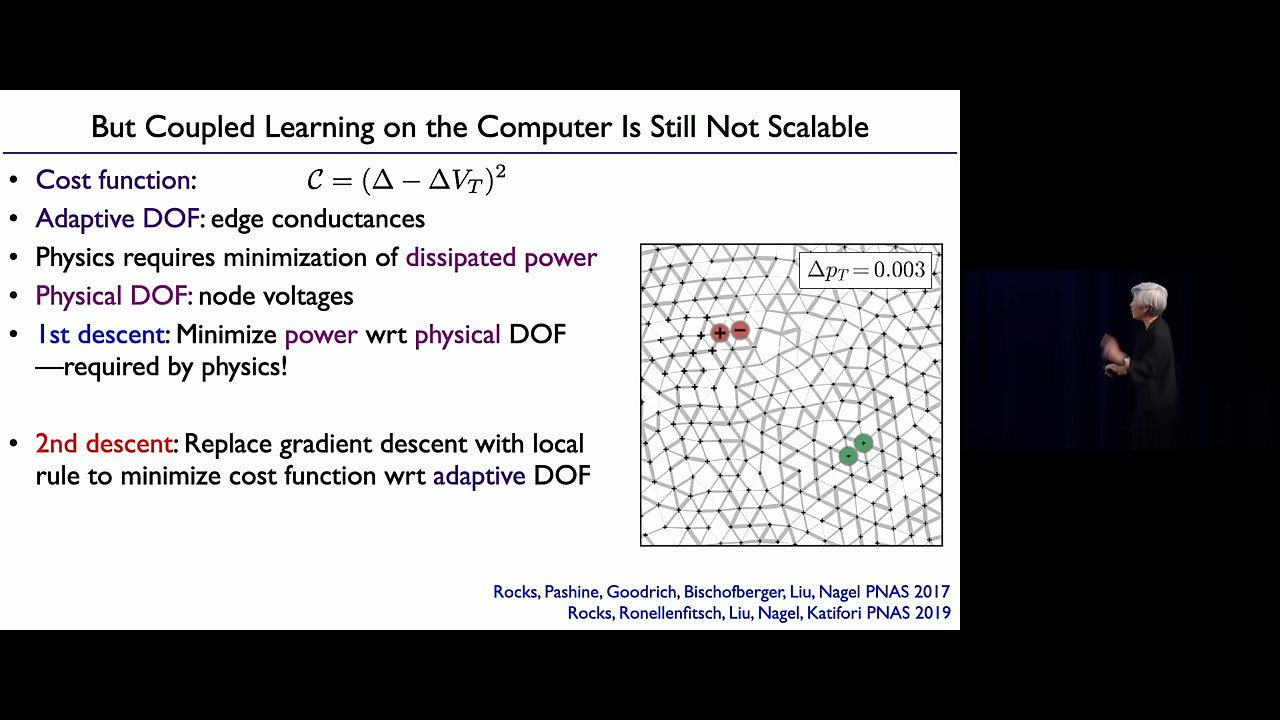 But Coupled Learning on the Computer Is Still Not Scalable
• Cost function: 𝒞 = (Δ − ΔV_T)²
• Adaptive DOF: edge conductances
• Physics requires minimization of dissipated power
• Physical DOF: node voltages
• 1st descent: Minimize power wrt physical DOF
—required by physics!
• 2nd descent: Replace gradient descent with local
rule to minimize cost function wrt adaptive DOF
Δp_T = 0.003
+ −
+
+
Rocks, Pashine, Goodrich, Bischofberger, Liu, Nagel PNAS 2017
Rocks, Ronellenfitsch, Liu, Nagel, Katifori PNAS 2019